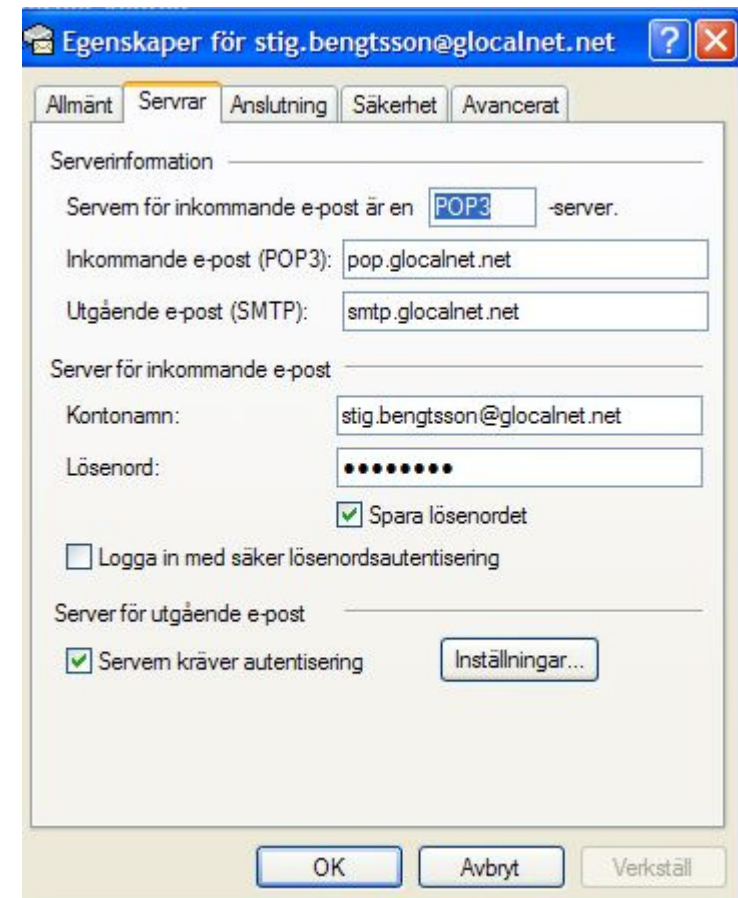 Egenskaper för stig.bengtsson@glocalnet.net
Allmänt Servrar Anslutning Säkerhet Avancerat
Serverinformation
Servern för inkommande e-post är en POP3 -server.
Inkommande e-post (POP3): pop.glocalnet.net
Utgående e-post (SMTP): smtp.glocalnet.net
Server för inkommande e-post
Kontonamn: stig.bengtsson@glocalnet.net
Lösenord: ●●●●●●●●
Spara lösenordet
Logga in med säker lösenordsautentisering
Server för utgående e-post
Servern kräver autentisering Inställningar...
OK Avbryt Verkställ